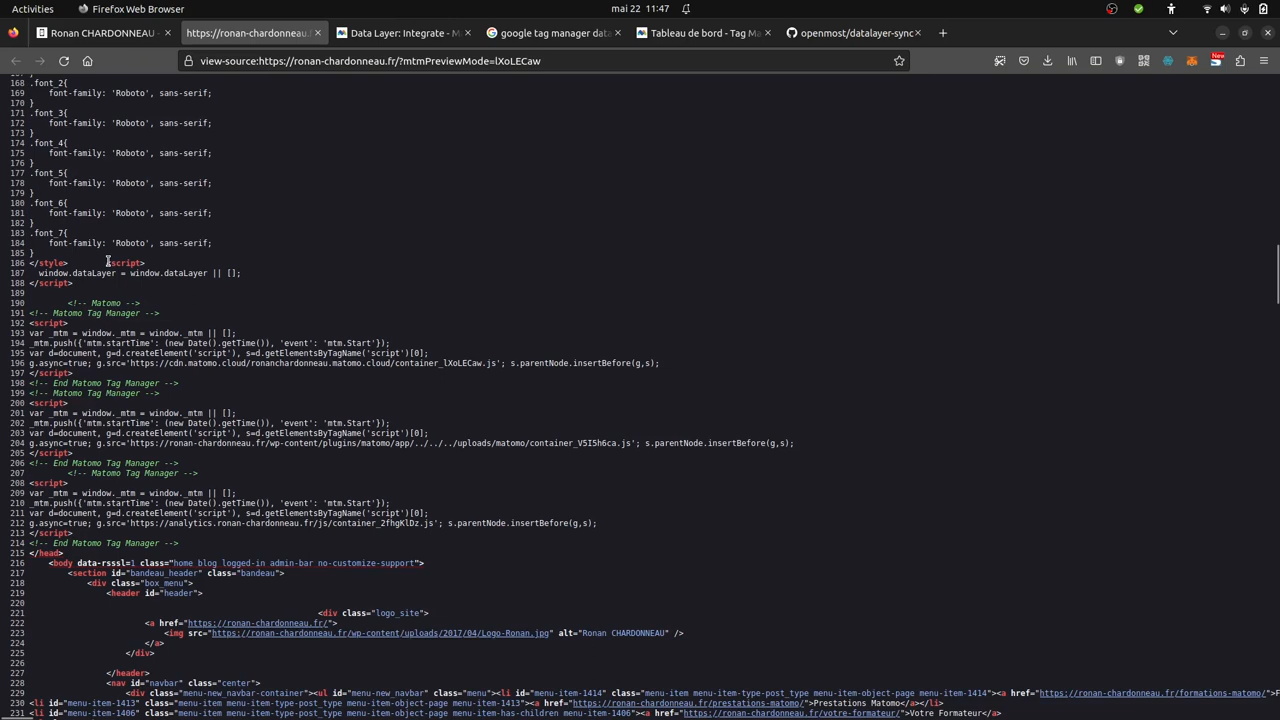 Activities
Firefox Web Browser
mai 22 11:47
Ronan CHARDONNEAU -
https://ronan-chardonneau.
Data Layer: Integrate - M
google tag manager data
Tableau de bord - Tag Ma
openmost/datalayer-sync
view-source:https://ronan-chardonneau.fr/?mtmPreviewMode=lXoLECaw
New
168 .font_2{
169 font-family: 'Roboto', sans-serif;
170 }
171 .font_3{
172 font-family: 'Roboto', sans-serif;
173 }
174 .font_4{
175 font-family: 'Roboto', sans-serif;
176 }
177 .font_5{
178 font-family: 'Roboto', sans-serif;
179 }
180 .font_6{
181 font-family: 'Roboto', sans-serif;
182 }
183 .font_7{
184 font-family: 'Roboto', sans-serif;
185 }
186 </style> <script>
187 window.dataLayer = window.dataLayer || [];
188 </script>
189
190 <!-- Matomo -->
191 <!-- Matomo Tag Manager -->
192 <script>
193 var _mtm = window._mtm = window._mtm || [];
194 _mtm.push({'mtm.startTime': (new Date().getTime()), 'event': 'mtm.Start'});
195 var d=document, g=d.createElement('script'), s=d.getElementsByTagName('script')[0];
196 g.async=true; g.src='https://cdn.matomo.cloud/ronanchardonneau.matomo.cloud/container_lXoLECaw.js'; s.parentNode.insertBefore(g,s);
197 </script>
198 <!-- End Matomo Tag Manager -->
199 <!-- Matomo Tag Manager -->
200 <script>
201 var _mtm = window._mtm = window._mtm || [];
202 _mtm.push({'mtm.startTime': (new Date().getTime()), 'event': 'mtm.Start'});
203 var d=document, g=d.createElement('script'), s=d.getElementsByTagName('script')[0];
204 g.async=true; g.src='https://ronan-chardonneau.fr/wp-content/plugins/matomo/app/../../../uploads/matomo/container_V5I5h6ca.js'; s.parentNode.insertBefore(g,s);
205 </script>
206 <!-- End Matomo Tag Manager -->
207 <!-- Matomo Tag Manager -->
208 <script>
209 var _mtm = window._mtm = window._mtm || [];
210 _mtm.push({'mtm.startTime': (new Date().getTime()), 'event': 'mtm.Start'});
211 var d=document, g=d.createElement('script'), s=d.getElementsByTagName('script')[0];
212 g.async=true; g.src='https://analytics.ronan-chardonneau.fr/js/container_2fhgKlDz.js'; s.parentNode.insertBefore(g,s);
213 </script>
214 <!-- End Matomo Tag Manager -->
215 </head>
216 <body data-rsssl=1 class="home blog logged-in admin-bar no-customize-support">
217 <section id="bandeau_header" class="bandeau">
218 <div class="box_menu">
219 <header id="header">
220
221 <div class="logo_site">
222 <a href="https://ronan-chardonneau.fr/">
223 <img src="https://ronan-chardonneau.fr/wp-content/uploads/2017/04/Logo-Ronan.jpg" alt="Ronan CHARDONNEAU" />
224 </a>
225 </div>
226
227 </header>
228 <nav id="navbar" class="center">
229 <div class="menu-new_navbar-container"><ul id="menu-new_navbar" class="menu"><li id="menu-item-1414" class="menu-item menu-item-type-post_type menu-item-object-page menu-item-1414"><a href="https://ronan-chardonneau.fr/formations-matomo/">F
230 <li id="menu-item-1413" class="menu-item menu-item-type-post_type menu-item-object-page menu-item-1413"><a href="https://ronan-chardonneau.fr/prestations-matomo/">Prestations Matomo</a></li>
231 <li id="menu-item-1406" class="menu-item menu-item-type-post_type menu-item-object-page menu-item-has-children menu-item-1406"><a href="https://ronan-chardonneau.fr/votre-formateur/">Votre Formateur</a>